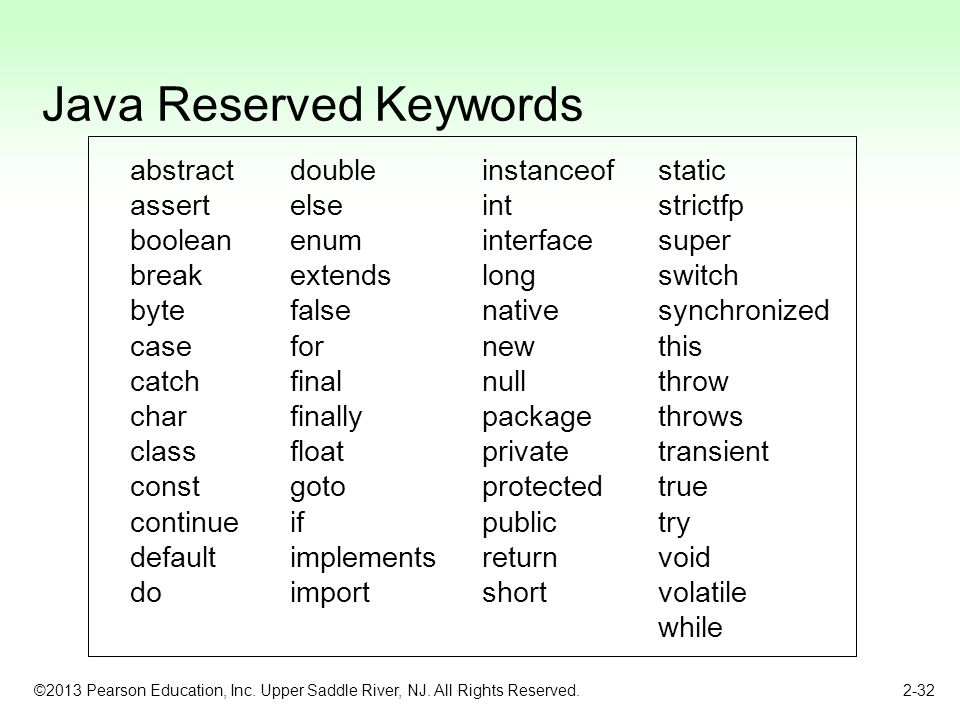 Java Reserved Keywords
abstract double instanceof static
assert else int strictfp
boolean enum interface super
break extends long switch
byte false native synchronized
case for new this
catch final null throw
char finally package throws
class float private transient
const goto protected true
continue if public try
default implements return void
do import short volatile
while
©2013 Pearson Education, Inc. Upper Saddle River, NJ. All Rights Reserved. 2-32